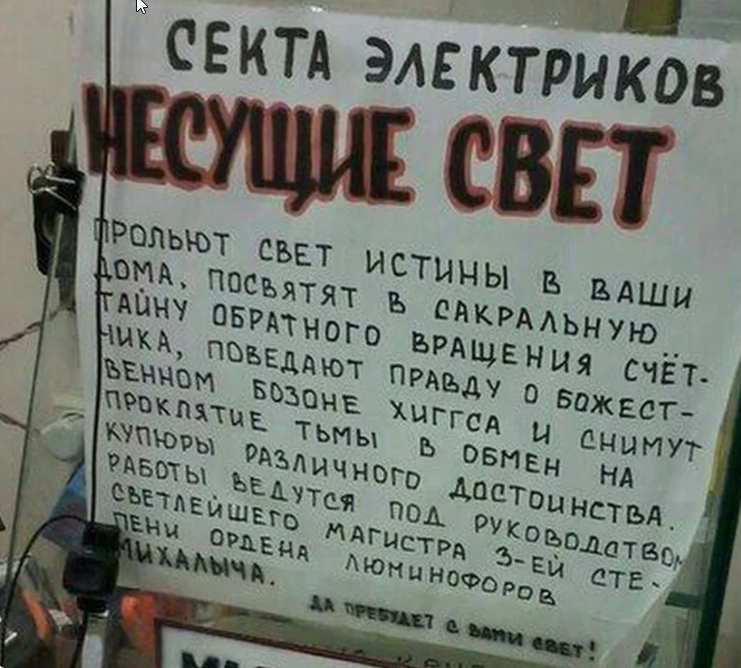 СЕКТА ЭЛЕКТРИКОВ
НЕСУЩИЕ СВЕТ
ПРОЛЬЮТ СВЕТ ИСТИНЫ В ВАШИ
ДОМА, ПОСВЯТЯТ В САКРАЛЬНУЮ
ТАЙНУ ОБРАТНОГО ВРАЩЕНИЯ СЧЁТ-
ЧИКА, ПОВЕДАЮТ ПРАВДУ О БОЖЕСТ-
ВЕННОМ БОЗОНЕ ХИГГСА И СНИМУТ
ПРОКЛЯТИЕ ТЬМЫ В ОБМЕН НА
КУПЮРЫ РАЗЛИЧНОГО ДОСТОИНСТВА.
РАБОТЫ ВЕДУТСЯ ПОД РУКОВОДСТВОМ
СВЕТЛЕЙШЕГО МАГИСТРА 3-ЕЙ СТЕ-
ПЕНИ ОРДЕНА ЛЮМИНОФОРОВ
МИХАЛЫЧА.
ДА ПРЕБУДЕТ С ВАМИ СВЕТ!